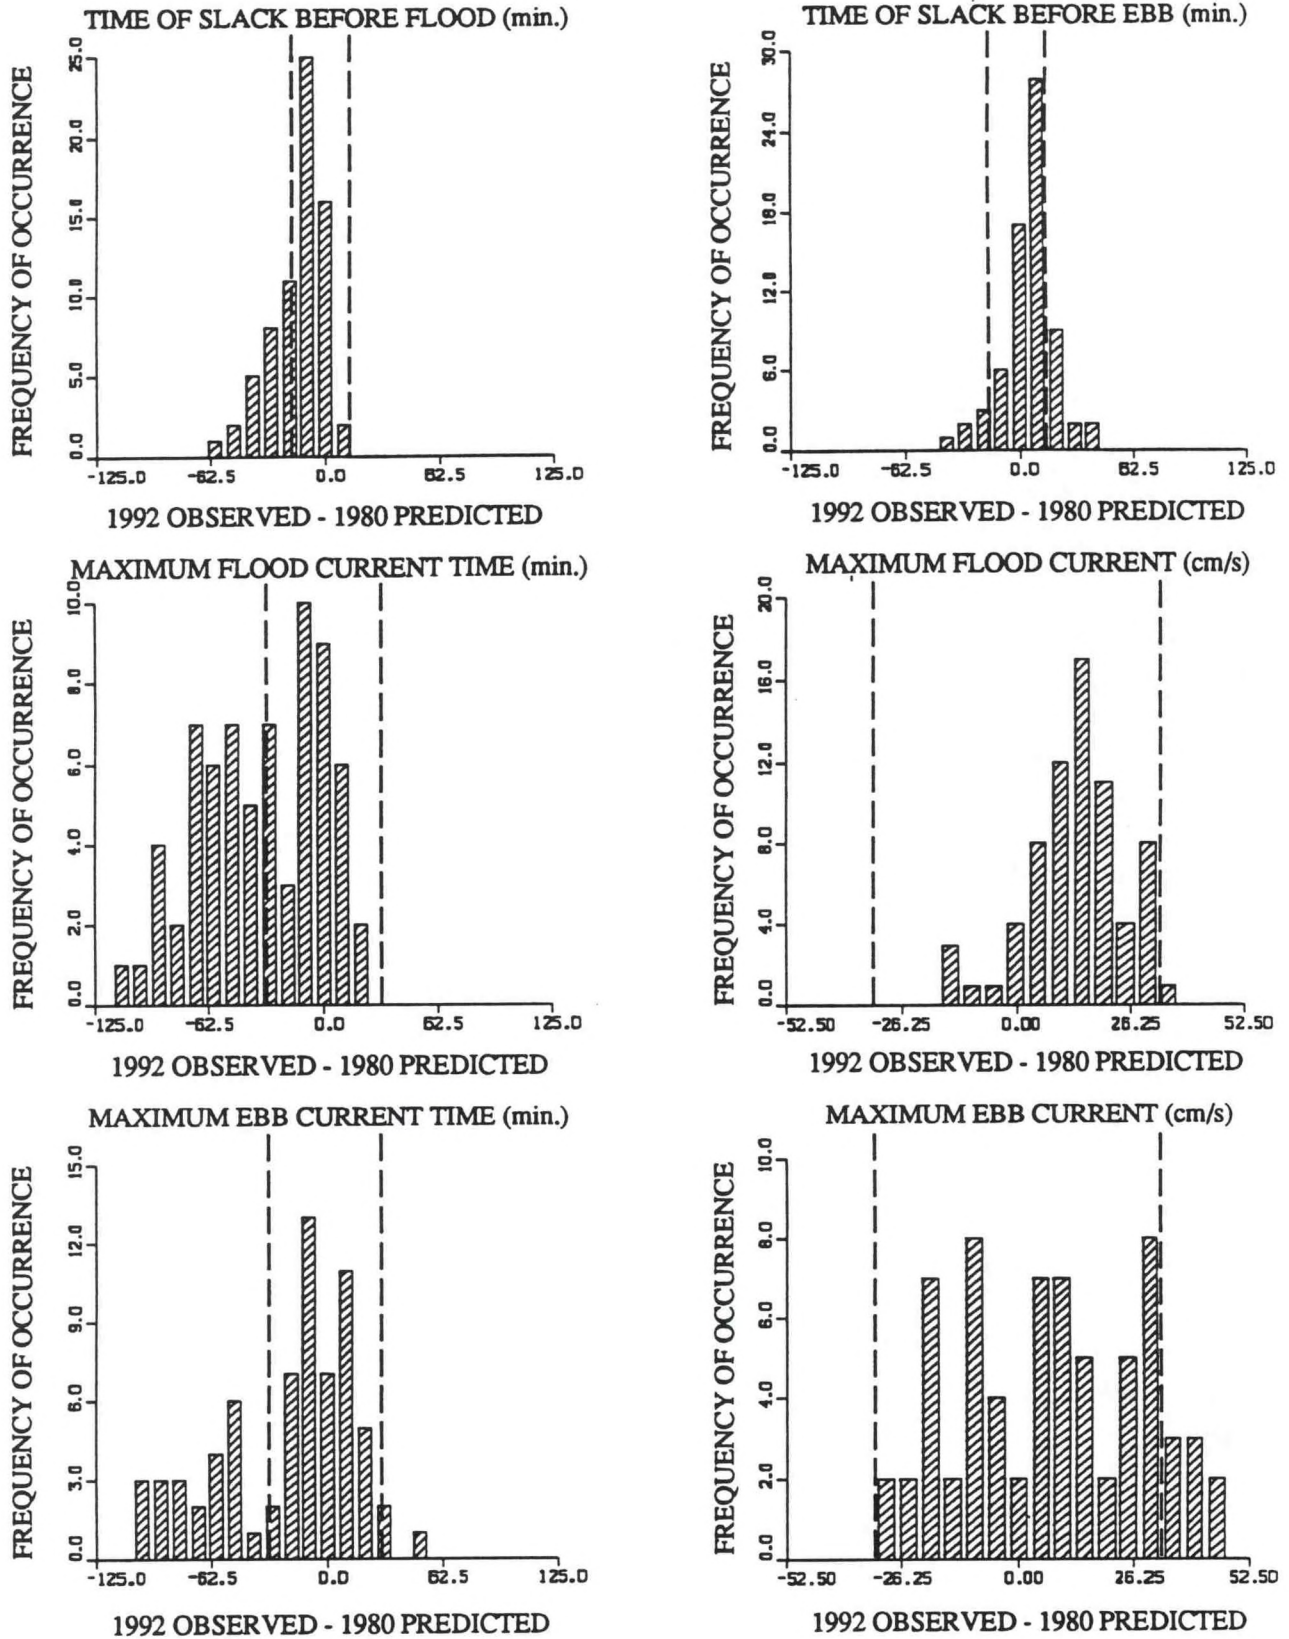 TIME OF SLACK BEFORE FLOOD (min.)
FREQUENCY OF OCCURRENCE
25.0
20.0
15.0
10.0
5.0
0.0
-125.0 -62.5 0.0 62.5 125.0
1992 OBSERVED - 1980 PREDICTED
TIME OF SLACK BEFORE EBB (min.)
FREQUENCY OF OCCURRENCE
30.0
24.0
18.0
12.0
6.0
0.0
-125.0 -62.5 0.0 62.5 125.0
1992 OBSERVED - 1980 PREDICTED
MAXIMUM FLOOD CURRENT TIME (min.)
FREQUENCY OF OCCURRENCE
10.0
8.0
6.0
4.0
2.0
0.0
-125.0 -62.5 0.0 62.5 125.0
1992 OBSERVED - 1980 PREDICTED
MAXIMUM FLOOD CURRENT (cm/s)
FREQUENCY OF OCCURRENCE
20.0
16.0
12.0
8.0
4.0
0.0
-52.50 -26.25 0.00 26.25 52.50
1992 OBSERVED - 1980 PREDICTED
MAXIMUM EBB CURRENT TIME (min.)
FREQUENCY OF OCCURRENCE
15.0
12.0
9.0
6.0
3.0
0.0
-125.0 -62.5 0.0 62.5 125.0
1992 OBSERVED - 1980 PREDICTED
MAXIMUM EBB CURRENT (cm/s)
FREQUENCY OF OCCURRENCE
10.0
8.0
6.0
4.0
2.0
0.0
-52.50 -26.25 0.00 26.25 52.50
1992 OBSERVED - 1980 PREDICTED